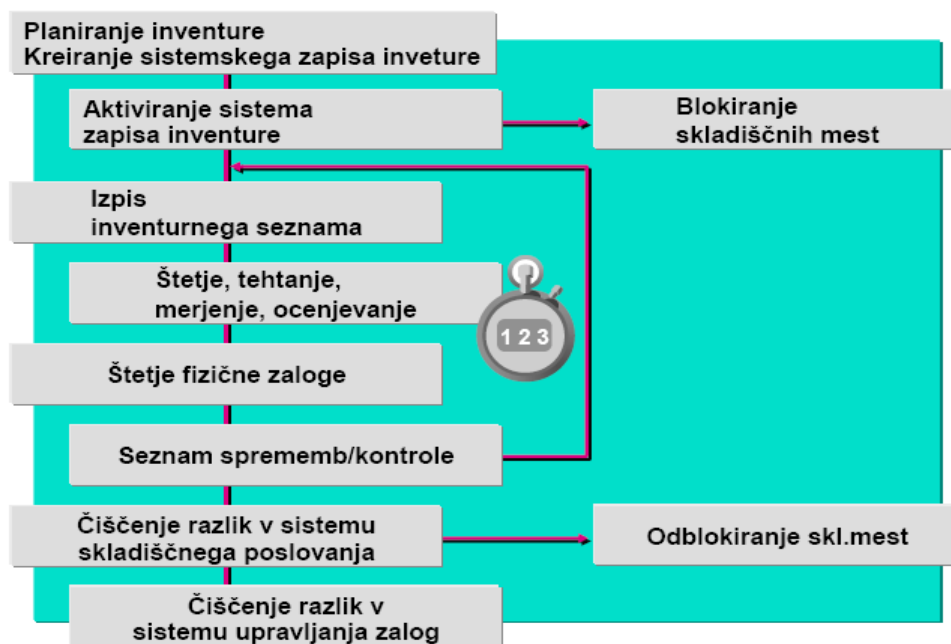 Planiranje inventure
Kreiranje sistemskega zapisa inveture
Aktiviranje sistema
zapisa inventure
Blokiranje
skladiščnih mest
Izpis
inventurnega seznama
Štetje, tehtanje,
merjenje, ocenjevanje
1 2 3
Štetje fizične zaloge
Seznam sprememb/kontrole
Čiščenje razlik v sistemu
skladiščnega poslovanja
Odblokiranje skl.mest
Čiščenje razlik v
sistemu upravljanja zalog